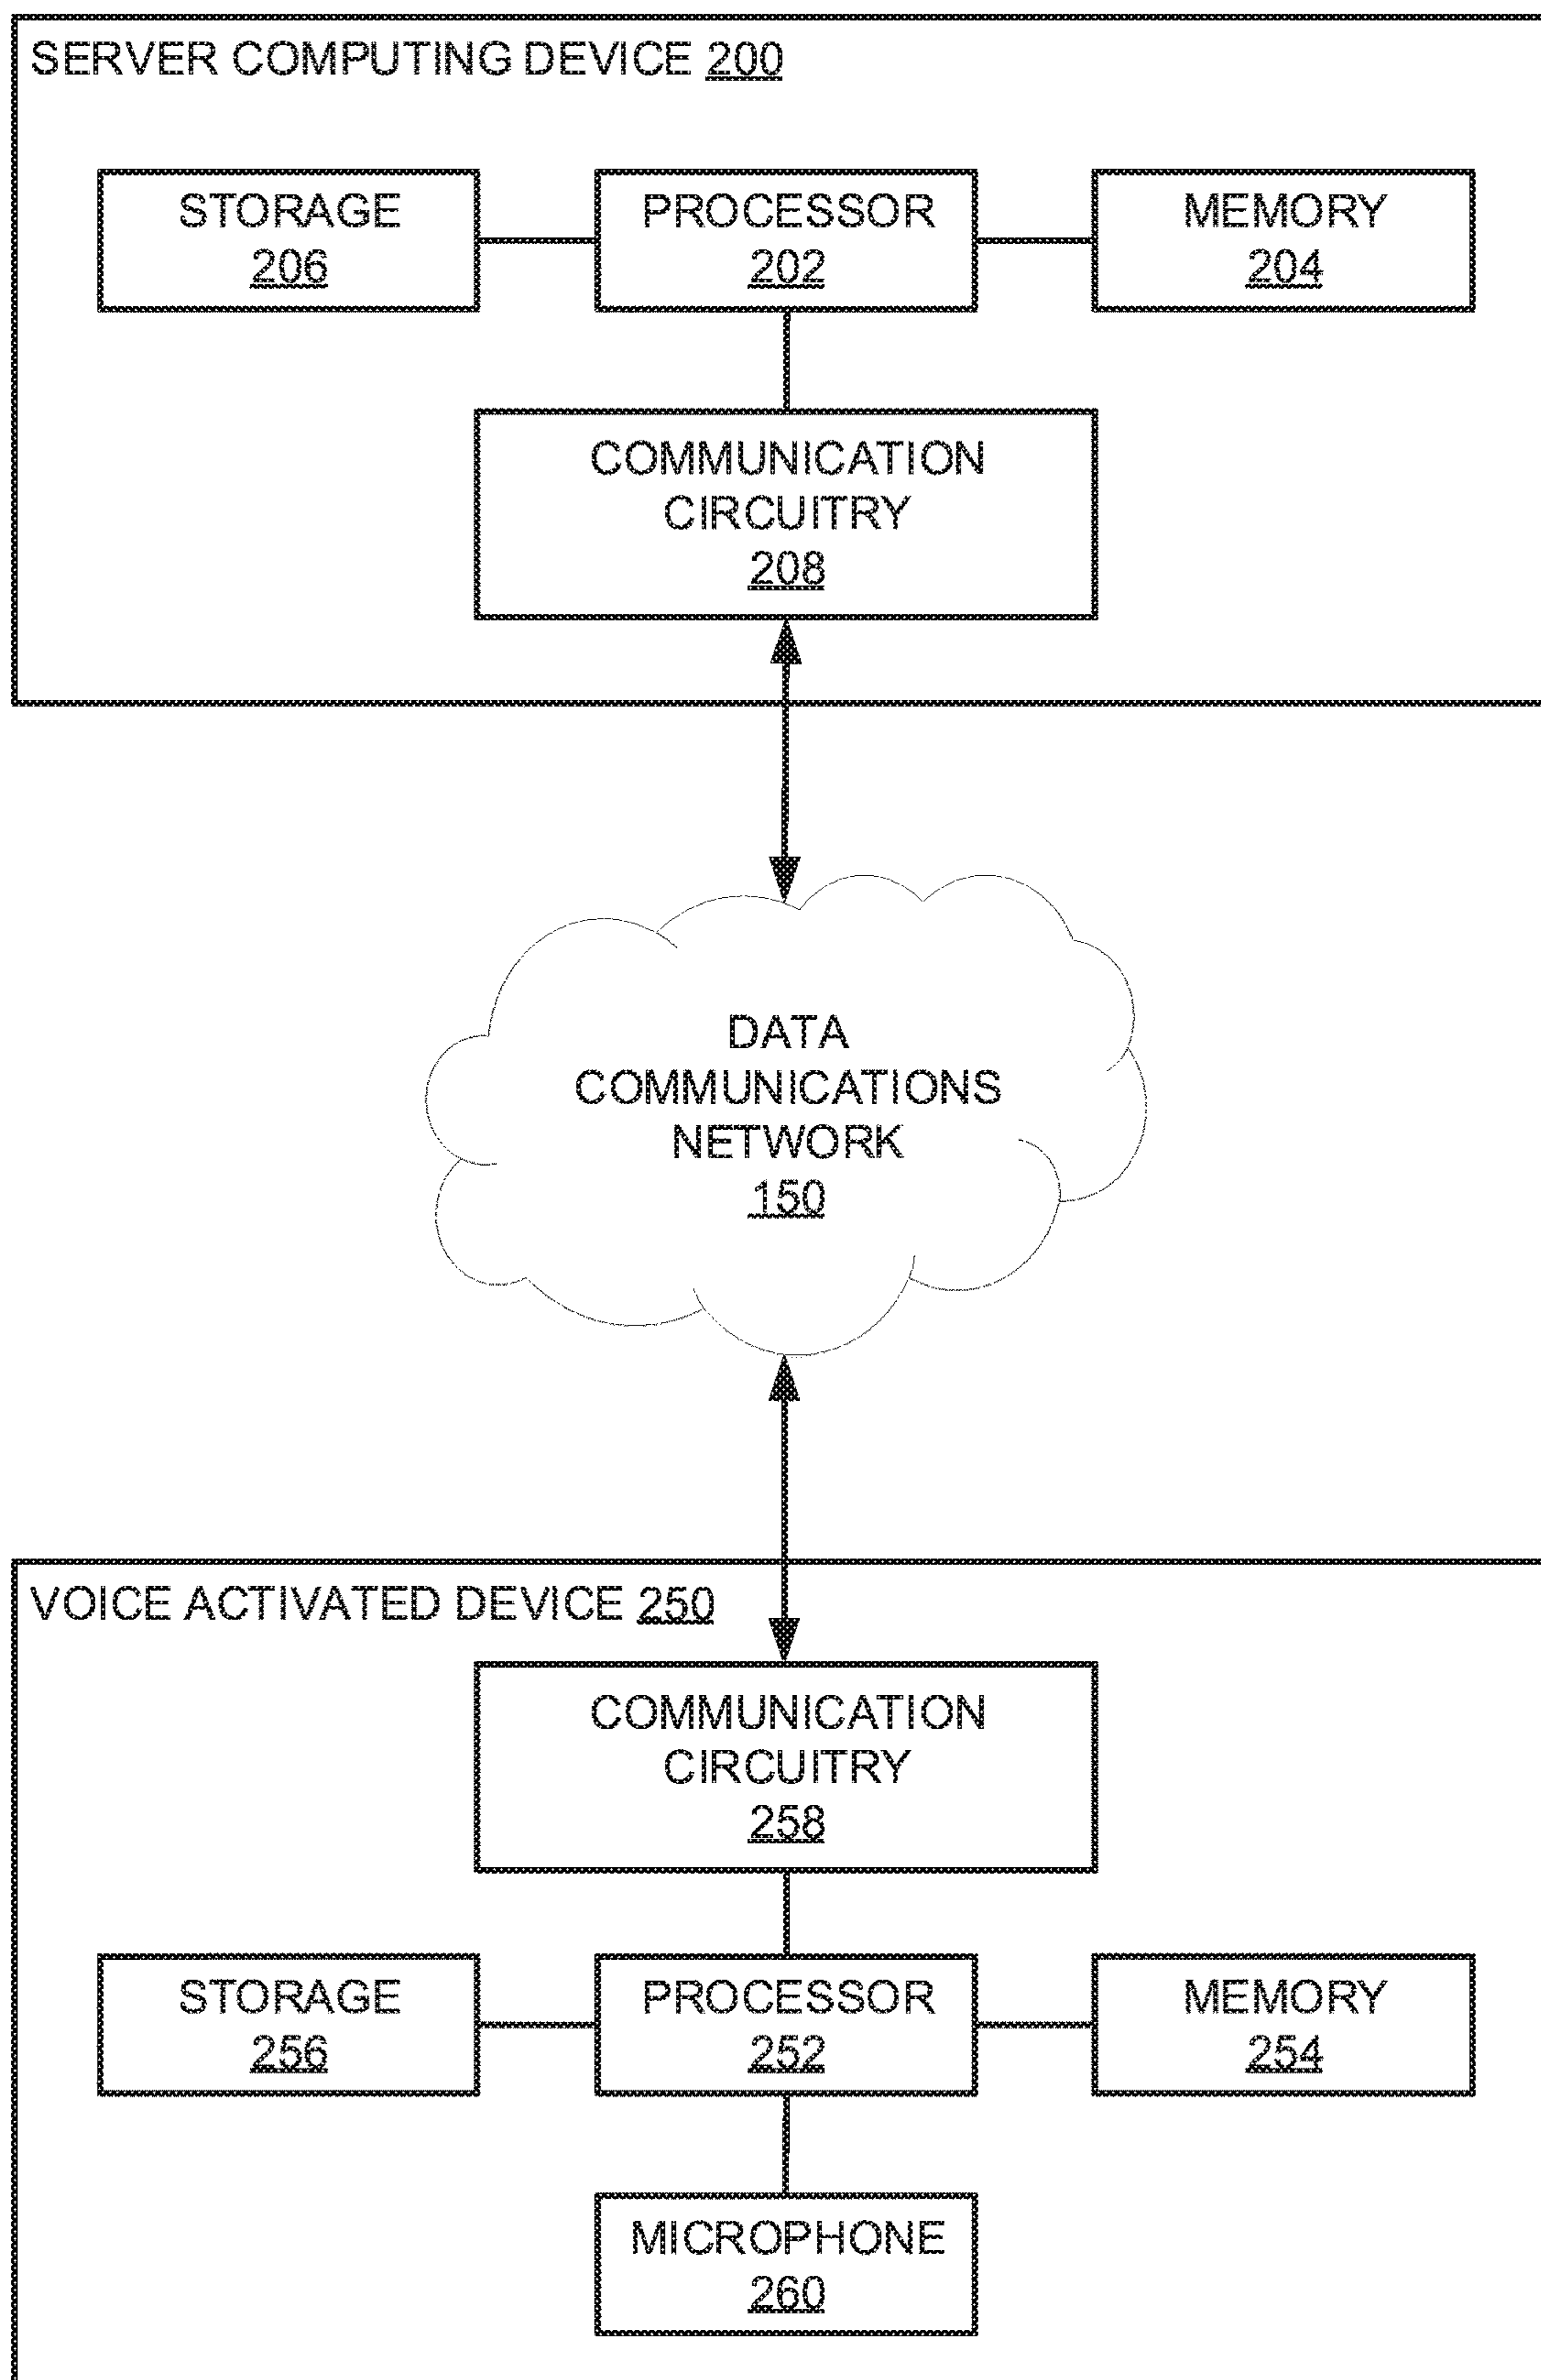 SERVER COMPUTING DEVICE 200
STORAGE
206
PROCESSOR
202
MEMORY
204
COMMUNICATION
CIRCUITRY
208
DATA
COMMUNICATIONS
NETWORK
150
VOICE ACTIVATED DEVICE 250
COMMUNICATION
CIRCUITRY
258
STORAGE
256
PROCESSOR
252
MEMORY
254
MICROPHONE
260